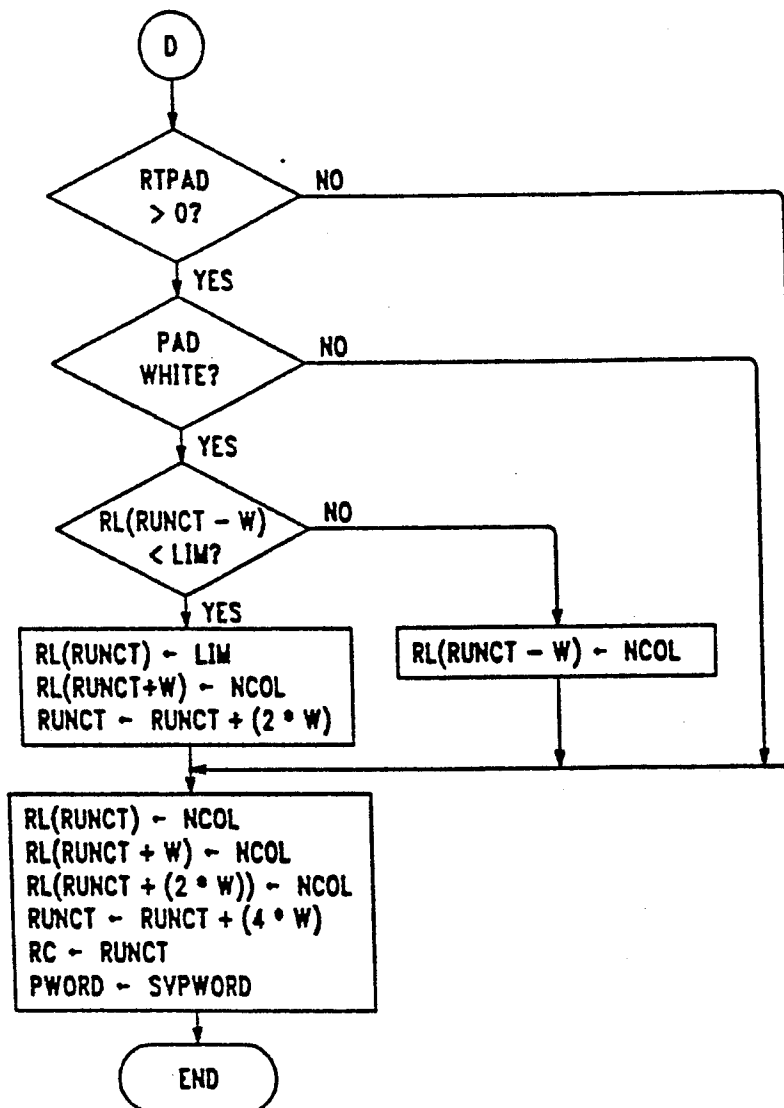 D
RTPAD
> 0?
NO
YES
PAD
WHITE?
NO
YES
RL(RUNCT - W)
< LIM?
NO
YES
RL(RUNCT) ← LIM
RL(RUNCT+W) ← NCOL
RUNCT ← RUNCT + (2 * W)
RL(RUNCT - W) ← NCOL
RL(RUNCT) ← NCOL
RL(RUNCT + W) ← NCOL
RL(RUNCT + (2 * W)) ← NCOL
RUNCT ← RUNCT + (4 * W)
RC ← RUNCT
PWORD ← SVPWORD
END